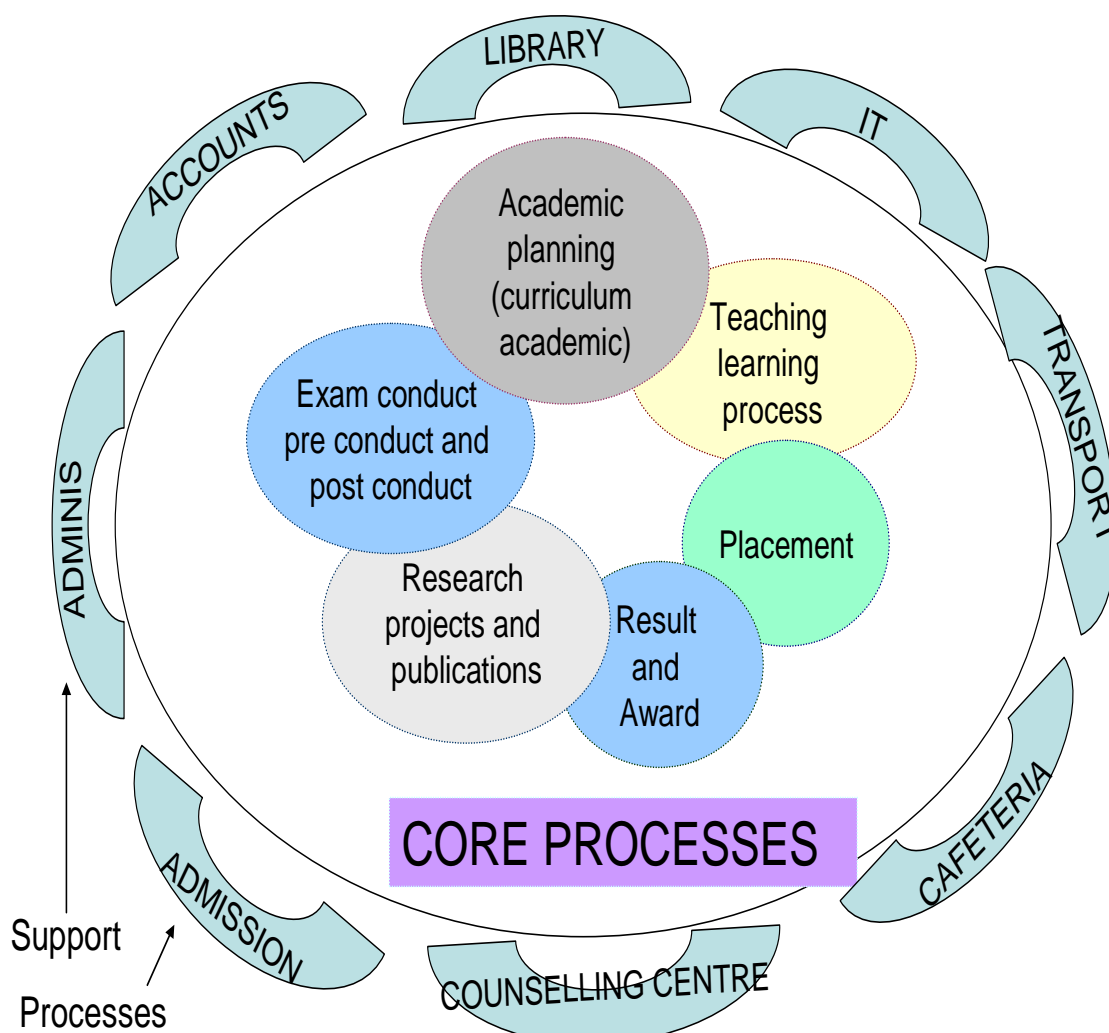 LIBRARY
IT
ACCOUNTS
TRANSPORT
ADMINIS
CAFETERIA
ADMISSION
COUNSELLING CENTRE
Academic
planning
(curriculum
academic)
Teaching
learning
process
Exam conduct
pre conduct and
post conduct
Placement
Research
projects and
publications
Result
and
Award
CORE PROCESSES
Support
Processes